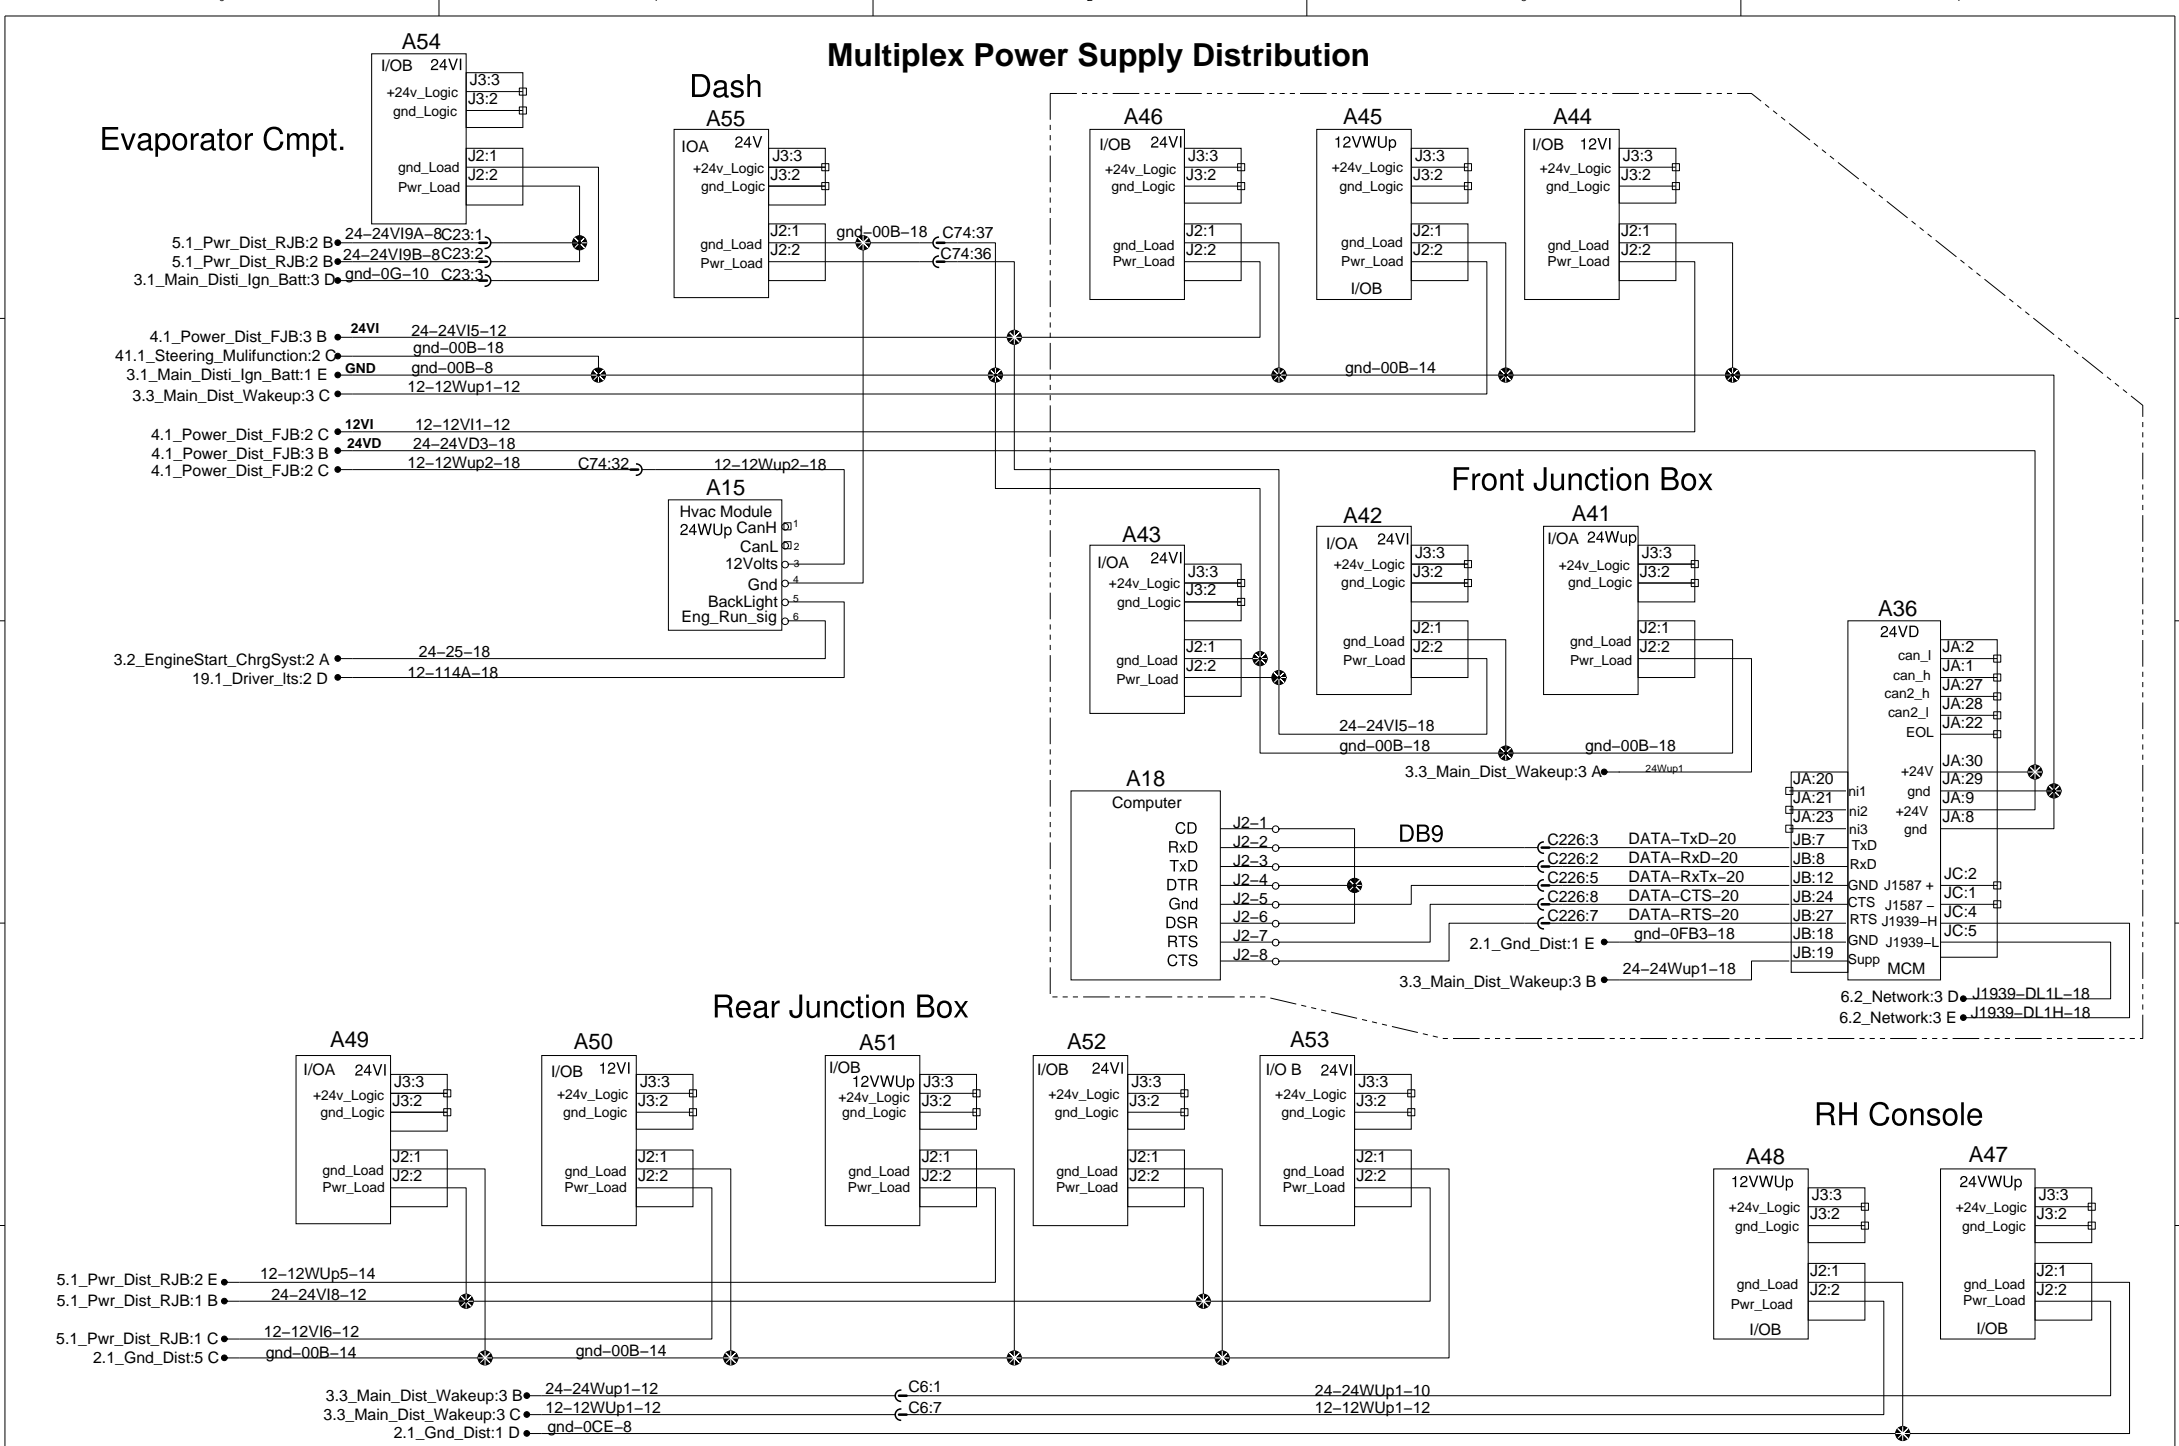 Multiplex Power Supply Distribution
Evaporator Cmpt.
A54
I/OB 24VI
+24v_Logic
gnd_Logic
gnd_Load
Pwr_Load
J3:3
J3:2
J2:1
J2:2
Dash
A55
IOA 24V
+24v_Logic
gnd_Logic
gnd_Load
Pwr_Load
J3:3
J3:2
J2:1
J2:2
gnd–00B–18
C74:37
C74:36
A46
I/OB 24VI
+24v_Logic
gnd_Logic
gnd_Load
Pwr_Load
J3:3
J3:2
J2:1
J2:2
A45
12VWUp
+24v_Logic
gnd_Logic
gnd_Load
Pwr_Load
I/OB
J3:3
J3:2
J2:1
J2:2
A44
I/OB 12VI
+24v_Logic
gnd_Logic
gnd_Load
Pwr_Load
J3:3
J3:2
J2:1
J2:2
5.1_Pwr_Dist_RJB:2 B 24–24VI9A–8 C23:1
5.1_Pwr_Dist_RJB:2 B 24–24VI9B–8 C23:2
3.1_Main_Disti_Ign_Batt:3 D gnd–0G–10 C23:3
4.1_Power_Dist_FJB:3 B 24VI 24–24VI5–12
41.1_Steering_Mulifunction:2 C gnd–00B–18
3.1_Main_Disti_Ign_Batt:1 E GND gnd–00B–8 gnd–00B–14
3.3_Main_Dist_Wakeup:3 C 12–12Wup1–12
4.1_Power_Dist_FJB:2 C 12VI 12–12VI1–12
4.1_Power_Dist_FJB:3 B 24VD 24–24VD3–18
4.1_Power_Dist_FJB:2 C 12–12Wup2–18 C74:32 12–12Wup2–18
A15
Hvac Module
24WUp CanH 1
CanL 2
12Volts 3
Gnd 4
BackLight 5
Eng_Run_sig 6
3.2_EngineStart_ChrgSyst:2 A 24–25–18
19.1_Driver_lts:2 D 12–114A–18
Front Junction Box
A43
I/OA 24VI
+24v_Logic
gnd_Logic
gnd_Load
Pwr_Load
J3:3
J3:2
J2:1
J2:2
A42
I/OA 24VI
+24v_Logic
gnd_Logic
gnd_Load
Pwr_Load
J3:3
J3:2
J2:1
J2:2
A41
I/OA 24Wup
+24v_Logic
gnd_Logic
gnd_Load
Pwr_Load
J3:3
J3:2
J2:1
J2:2
24–24VI5–18
gnd–00B–18 gnd–00B–18
3.3_Main_Dist_Wakeup:3 A 24Wup1
A36
24VD
can_l JA:2
can_h JA:1
can2_h JA:27
can2_l JA:28
EOL JA:22
+24V JA:30
gnd JA:29
+24V JA:9
gnd JA:8
J1587 + JC:2
J1587 – JC:1
J1939–H JC:4
J1939–L JC:5
MCM
JA:20 ni1
JA:21 ni2
JA:23 ni3
JB:7 TxD
JB:8 RxD
JB:12 GND
JB:24 CTS
JB:27 RTS
JB:18 GND
JB:19 Supp
A18
Computer
CD J2–1
RxD J2–2
TxD J2–3
DTR J2–4
Gnd J2–5
DSR J2–6
RTS J2–7
CTS J2–8
DB9
C226:3 DATA–TxD–20
C226:2 DATA–RxD–20
C226:5 DATA–RxTx–20
C226:8 DATA–CTS–20
C226:7 DATA–RTS–20
2.1_Gnd_Dist:1 E gnd–0FB3–18
3.3_Main_Dist_Wakeup:3 B 24–24Wup1–18
6.2_Network:3 D J1939–DL1L–18
6.2_Network:3 E J1939–DL1H–18
Rear Junction Box
A49
I/OA 24VI
+24v_Logic
gnd_Logic
gnd_Load
Pwr_Load
J3:3
J3:2
J2:1
J2:2
A50
I/OB 12VI
+24v_Logic
gnd_Logic
gnd_Load
Pwr_Load
J3:3
J3:2
J2:1
J2:2
A51
I/OB
12VWUp
+24v_Logic
gnd_Logic
gnd_Load
Pwr_Load
J3:3
J3:2
J2:1
J2:2
A52
I/OB 24VI
+24v_Logic
gnd_Logic
gnd_Load
Pwr_Load
J3:3
J3:2
J2:1
J2:2
A53
I/O B 24VI
+24v_Logic
gnd_Logic
gnd_Load
Pwr_Load
J3:3
J3:2
J2:1
J2:2
RH Console
A48
12VWUp
+24v_Logic
gnd_Logic
gnd_Load
Pwr_Load
I/OB
J3:3
J3:2
J2:1
J2:2
A47
24VWUp
+24v_Logic
gnd_Logic
gnd_Load
Pwr_Load
I/OB
J3:3
J3:2
J2:1
J2:2
5.1_Pwr_Dist_RJB:2 E 12–12WUp5–14
5.1_Pwr_Dist_RJB:1 B 24–24VI8–12
5.1_Pwr_Dist_RJB:1 C 12–12VI6–12
2.1_Gnd_Dist:5 C gnd–00B–14 gnd–00B–14
3.3_Main_Dist_Wakeup:3 B 24–24Wup1–12 C6:1 24–24WUp1–10
3.3_Main_Dist_Wakeup:3 C 12–12WUp1–12 C6:7 12–12WUp1–12
2.1_Gnd_Dist:1 D gnd–0CE–8